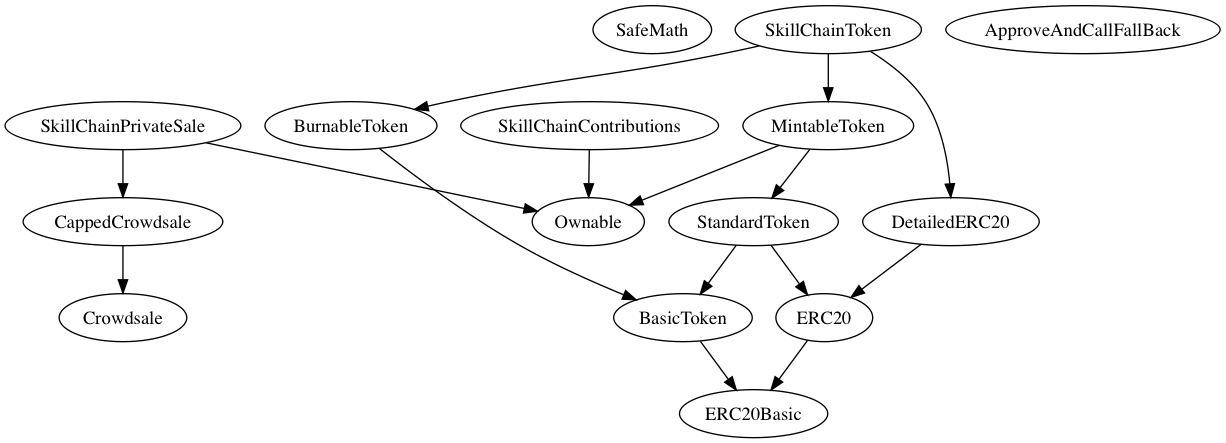 SafeMath
SkillChainToken
ApproveAndCallFallBack
SkillChainPrivateSale
BurnableToken
SkillChainContributions
MintableToken
CappedCrowdsale
Ownable
StandardToken
DetailedERC20
Crowdsale
BasicToken
ERC20
ERC20Basic